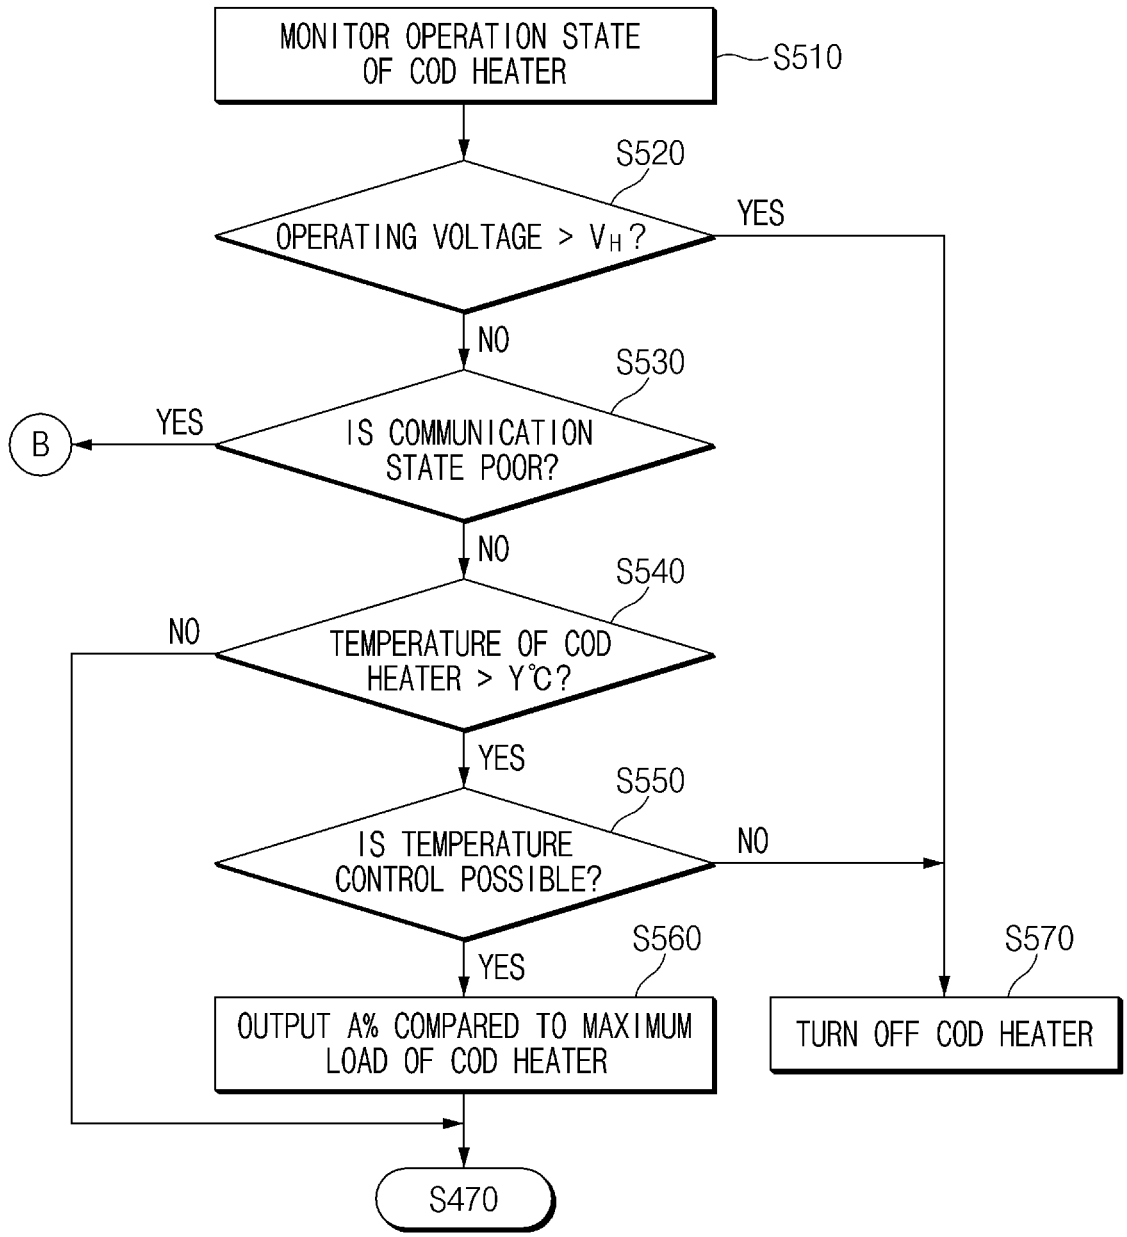 MONITOR OPERATION STATE
OF COD HEATER
S510
S520
OPERATING VOLTAGE > VH?
YES
NO
S530
IS COMMUNICATION
STATE POOR?
YES
B
NO
S540
TEMPERATURE OF COD
HEATER > Y℃?
NO
YES
S550
IS TEMPERATURE
CONTROL POSSIBLE?
NO
YES
S560
OUTPUT A% COMPARED TO MAXIMUM
LOAD OF COD HEATER
S570
TURN OFF COD HEATER
S470